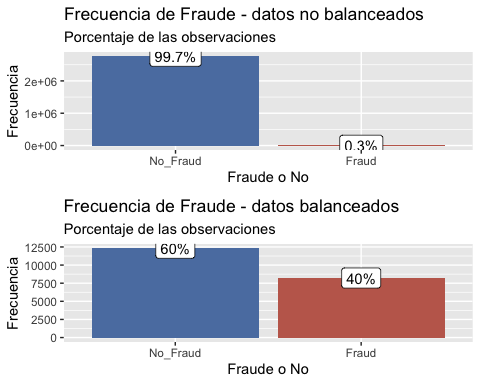 Frecuencia de Fraude - datos no balanceados
Porcentaje de las observaciones
Frecuencia
2e+06
1e+06
0e+00
99.7%
0.3%
No_Fraud Fraud
Fraude o No
Frecuencia de Fraude - datos balanceados
Porcentaje de las observaciones
Frecuencia
12500
10000
7500
5000
2500
0
60%
40%
No_Fraud Fraud
Fraude o No